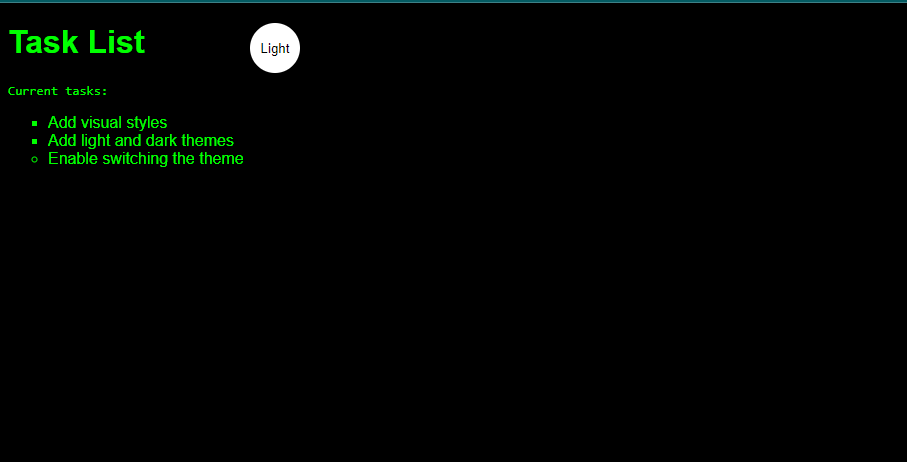 Task List
Light
Current tasks:
Add visual styles
Add light and dark themes
Enable switching the theme